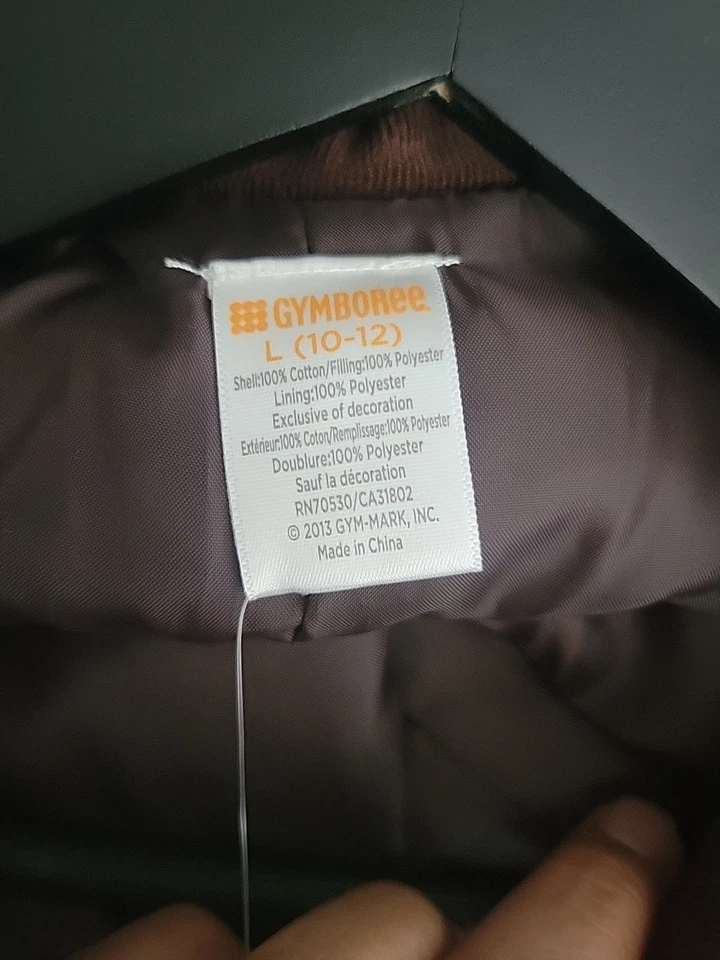 GYMBOREE
L (10-12)
Shell:100% Cotton/Filling:100% Polyester
Lining:100% Polyester
Exclusive of decoration
Extérieur:100% Coton/Remplissage:100% Polyester
Doublure:100% Polyester
Sauf la décoration
RN70530/CA31802
© 2013 GYM-MARK, INC.
Made in China